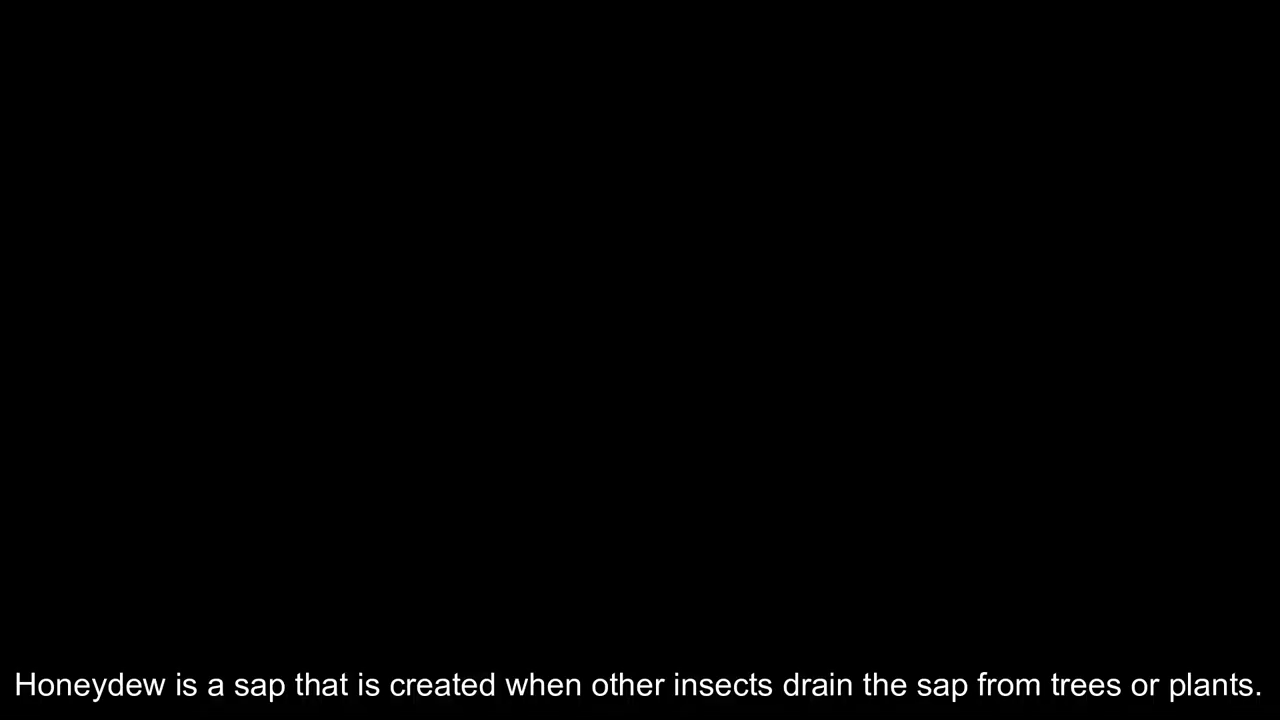 Honeydew is a sap that is created when other insects drain the sap from trees or plants.